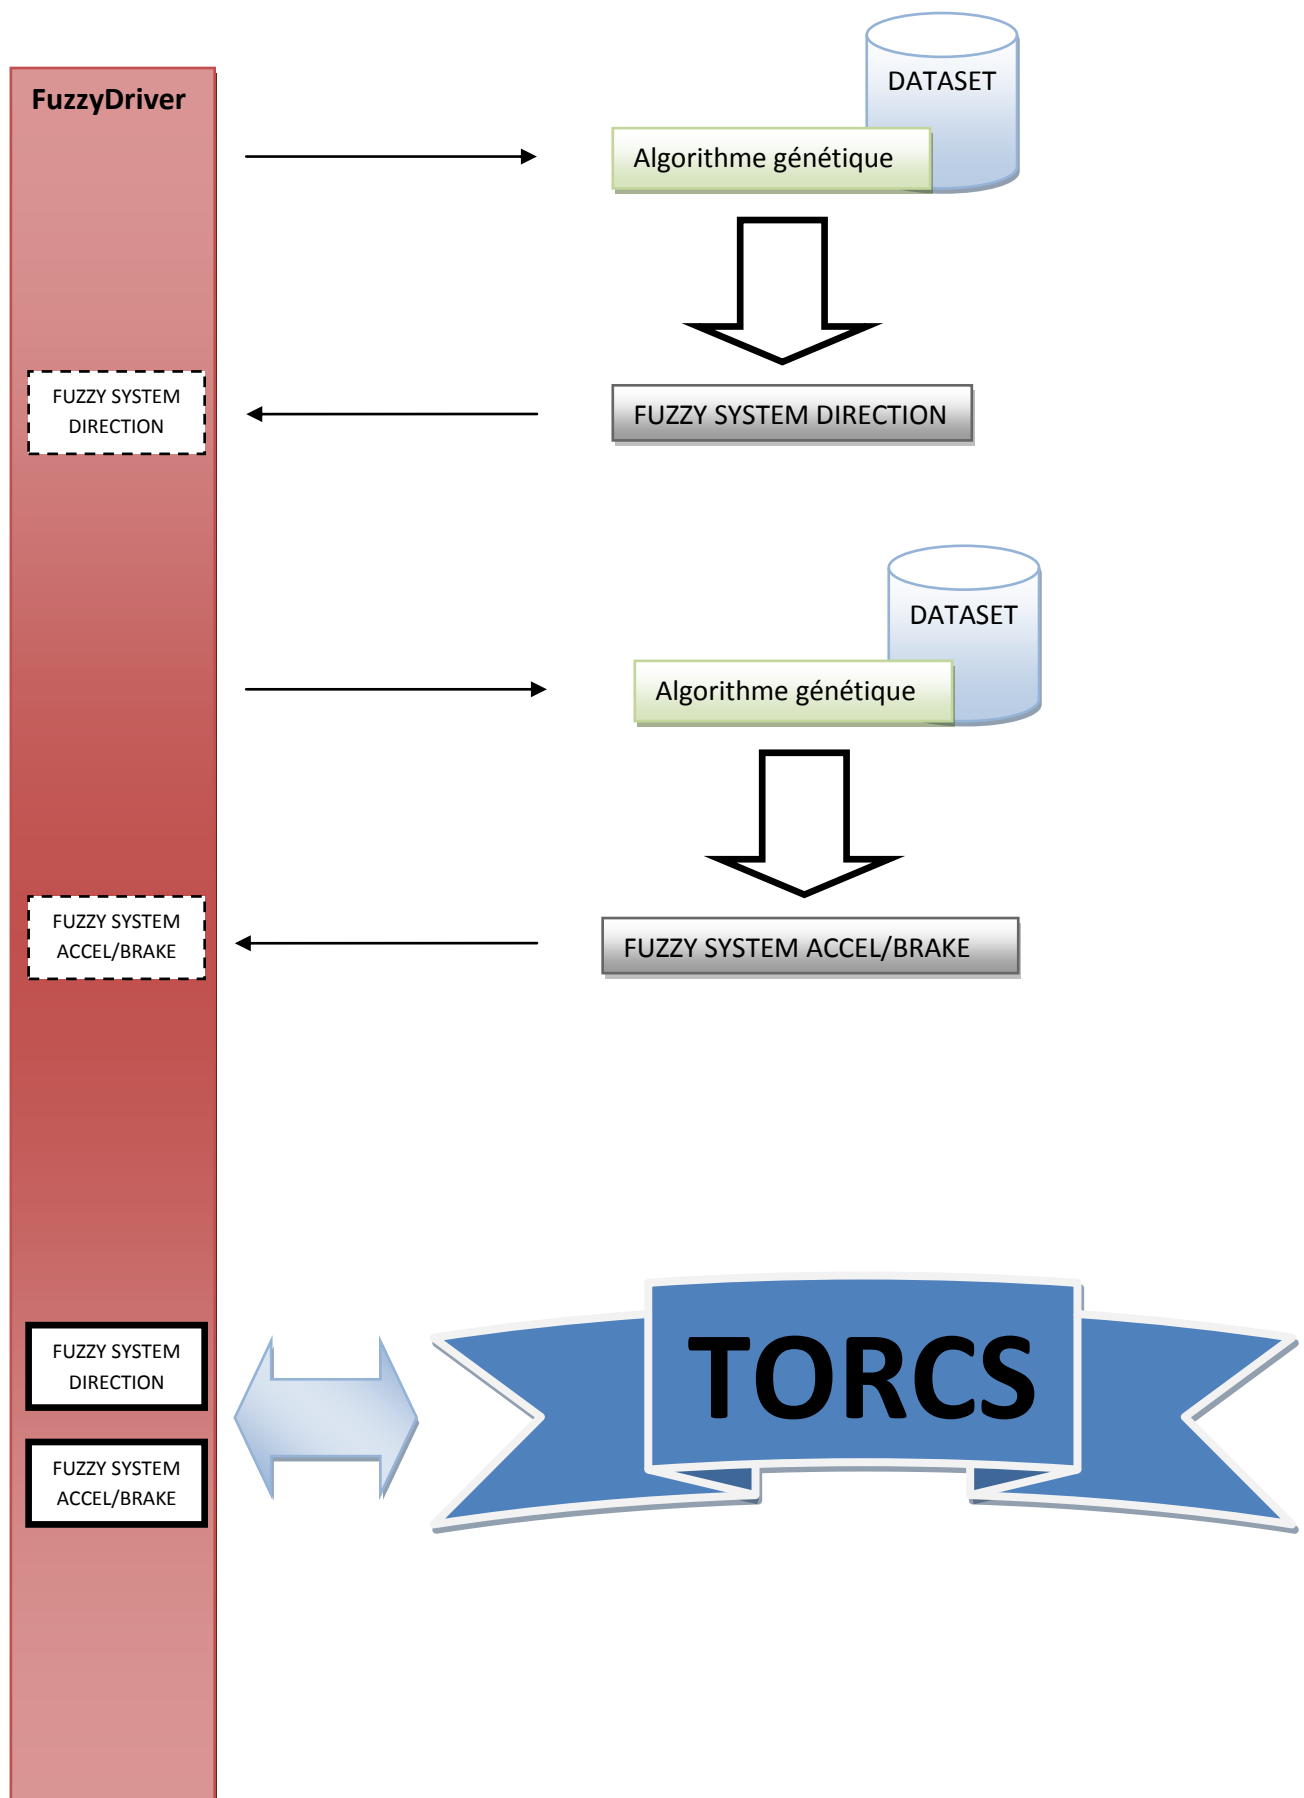 FuzzyDriver
DATASET
Algorithme génétique
FUZZY SYSTEM
DIRECTION
FUZZY SYSTEM DIRECTION
DATASET
Algorithme génétique
FUZZY SYSTEM
ACCEL/BRAKE
FUZZY SYSTEM ACCEL/BRAKE
FUZZY SYSTEM
DIRECTION
TORCS
FUZZY SYSTEM
ACCEL/BRAKE